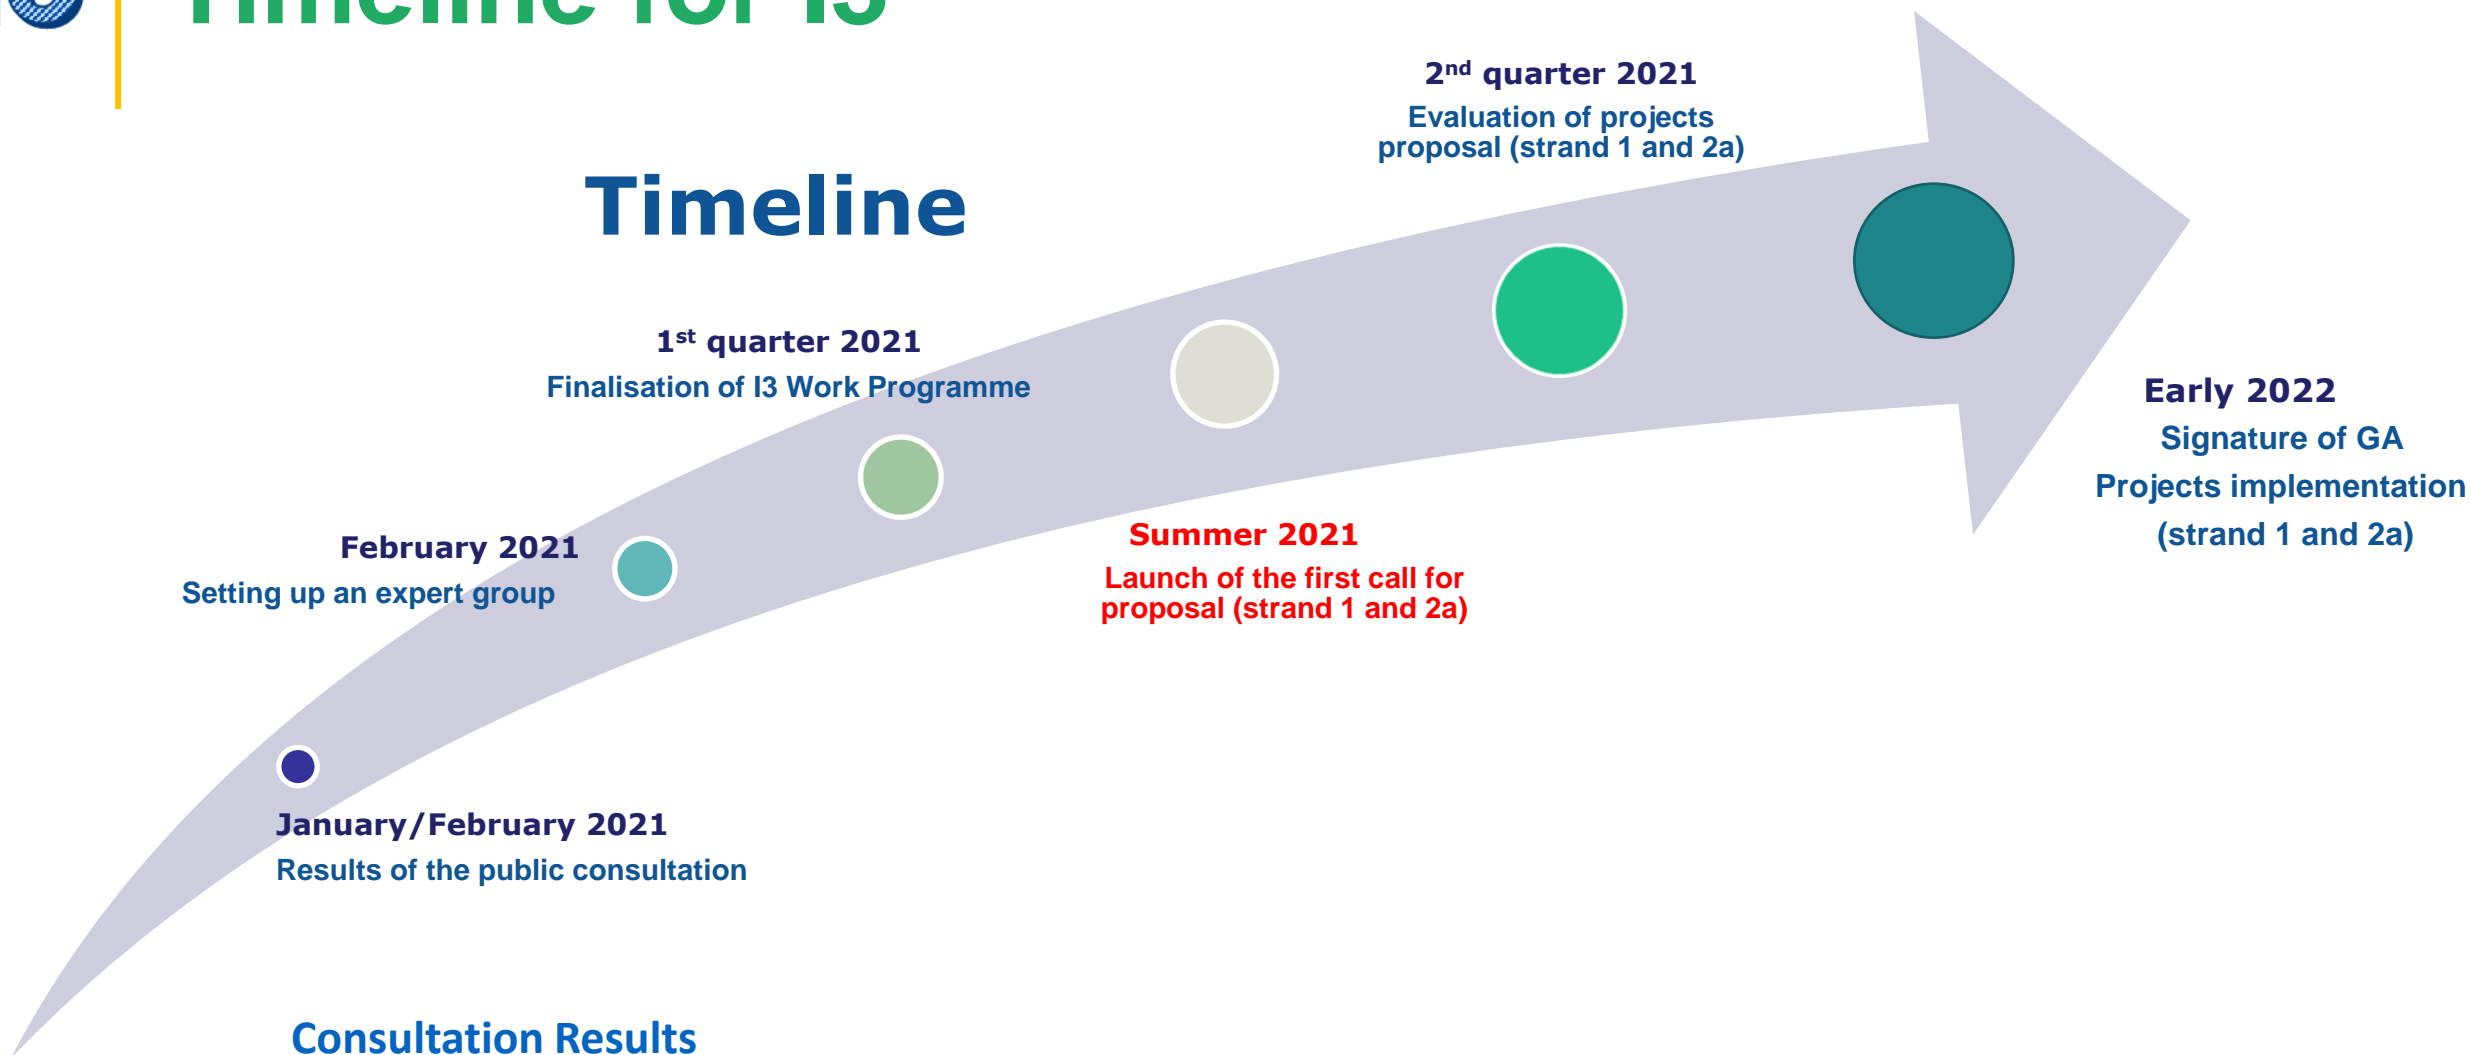 Timeline for I3
Timeline
2nd quarter 2021
Evaluation of projects
proposal (strand 1 and 2a)
1st quarter 2021
Finalisation of I3 Work Programme
February 2021
Setting up an expert group
Early 2022
Signature of GA
Projects implementation
(strand 1 and 2a)
Summer 2021
Launch of the first call for
proposal (strand 1 and 2a)
January/February 2021
Results of the public consultation
Consultation Results